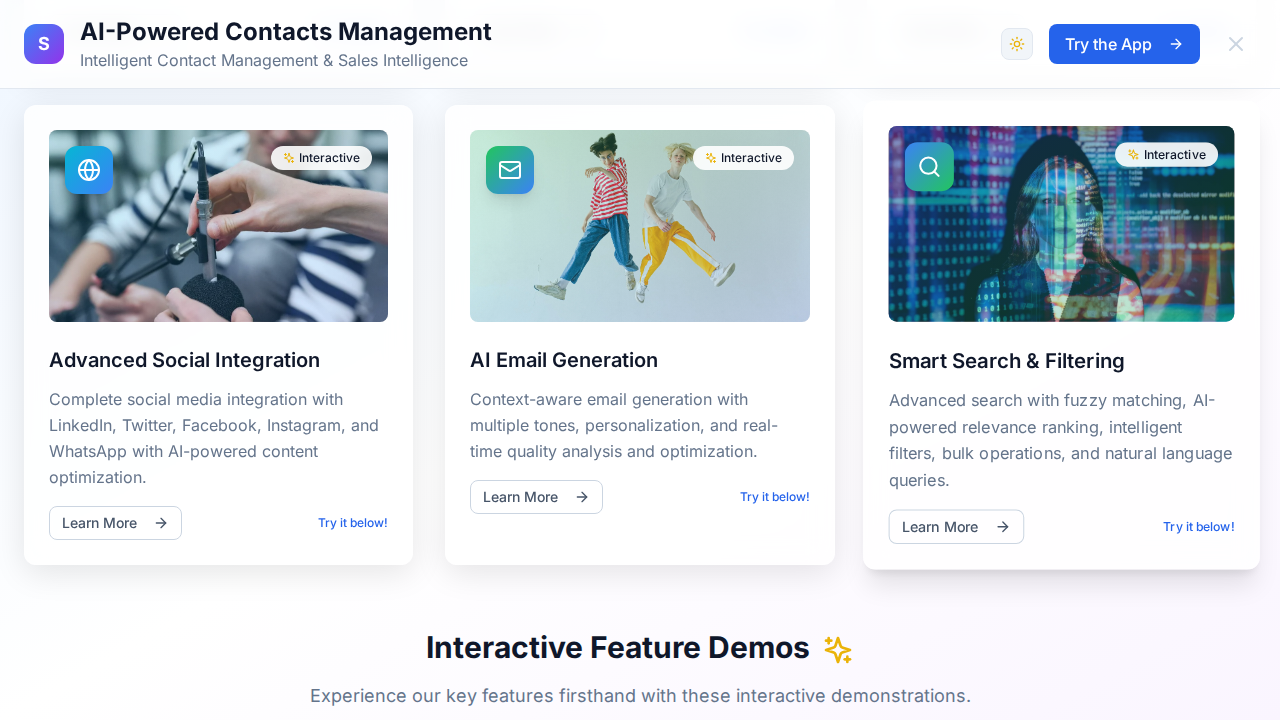 S
AI-Powered Contacts Management
Intelligent Contact Management & Sales Intelligence
Try the App
Interactive
Interactive
Interactive
Advanced Social Integration
Complete social media integration with
LinkedIn, Twitter, Facebook, Instagram, and
WhatsApp with AI-powered content
optimization.
Learn More
Try it below!
AI Email Generation
Context-aware email generation with
multiple tones, personalization, and real-
time quality analysis and optimization.
Learn More
Try it below!
Smart Search & Filtering
Advanced search with fuzzy matching, AI-
powered relevance ranking, intelligent
filters, bulk operations, and natural language
queries.
Learn More
Try it below!
Interactive Feature Demos
Experience our key features firsthand with these interactive demonstrations.